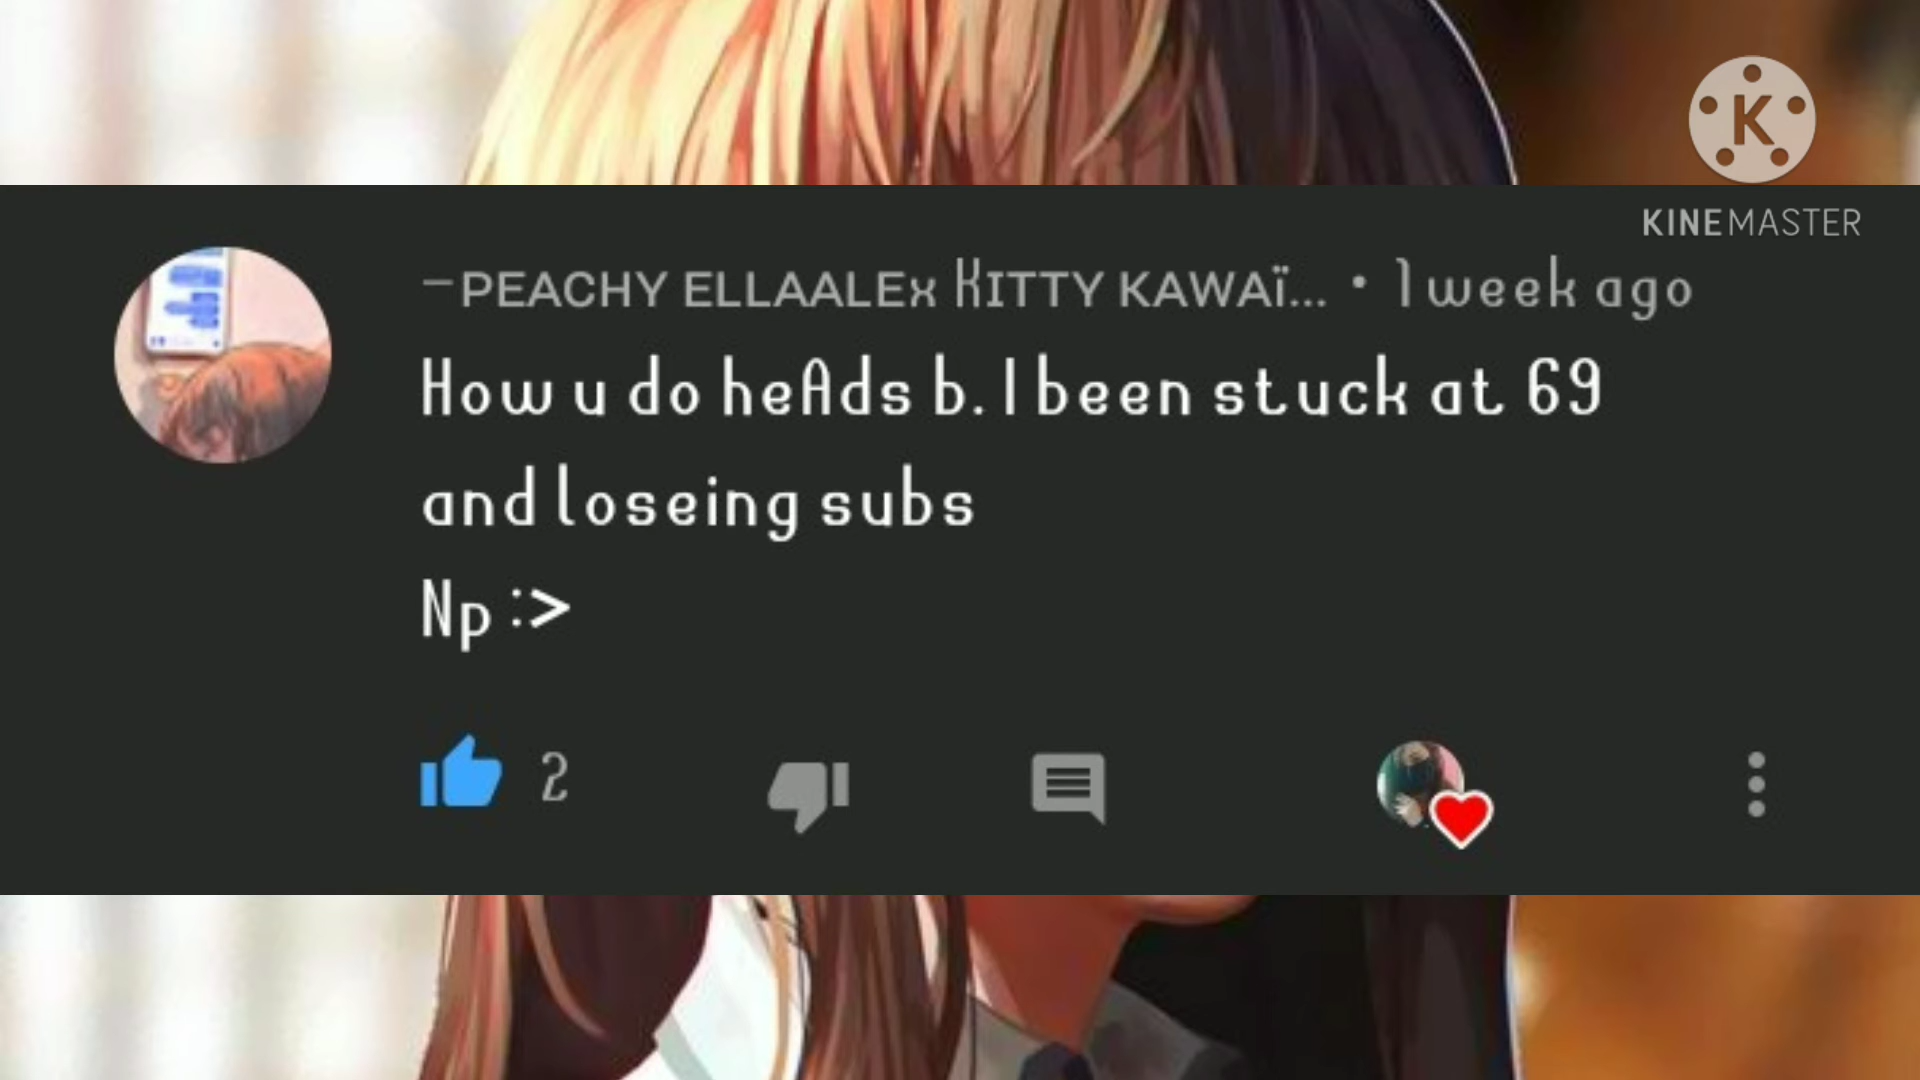 K
KINEMASTER
—PEACHY ELLAALEx KITTY KAWAï... • 1 week ago
How u do heAds b. I been stuck at 69
and loseing subs
Np :>
2